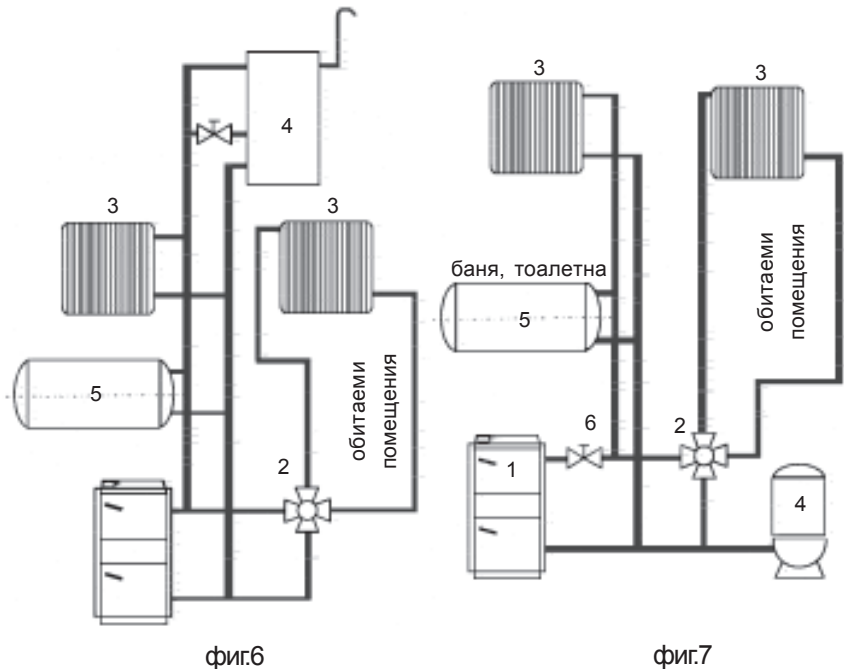 4
3
3
5
обитаеми
помещения
2
фиг.6
3
3
баня, тоалетна
5
обитаеми
помещения
6
2
1
4
фиг.7